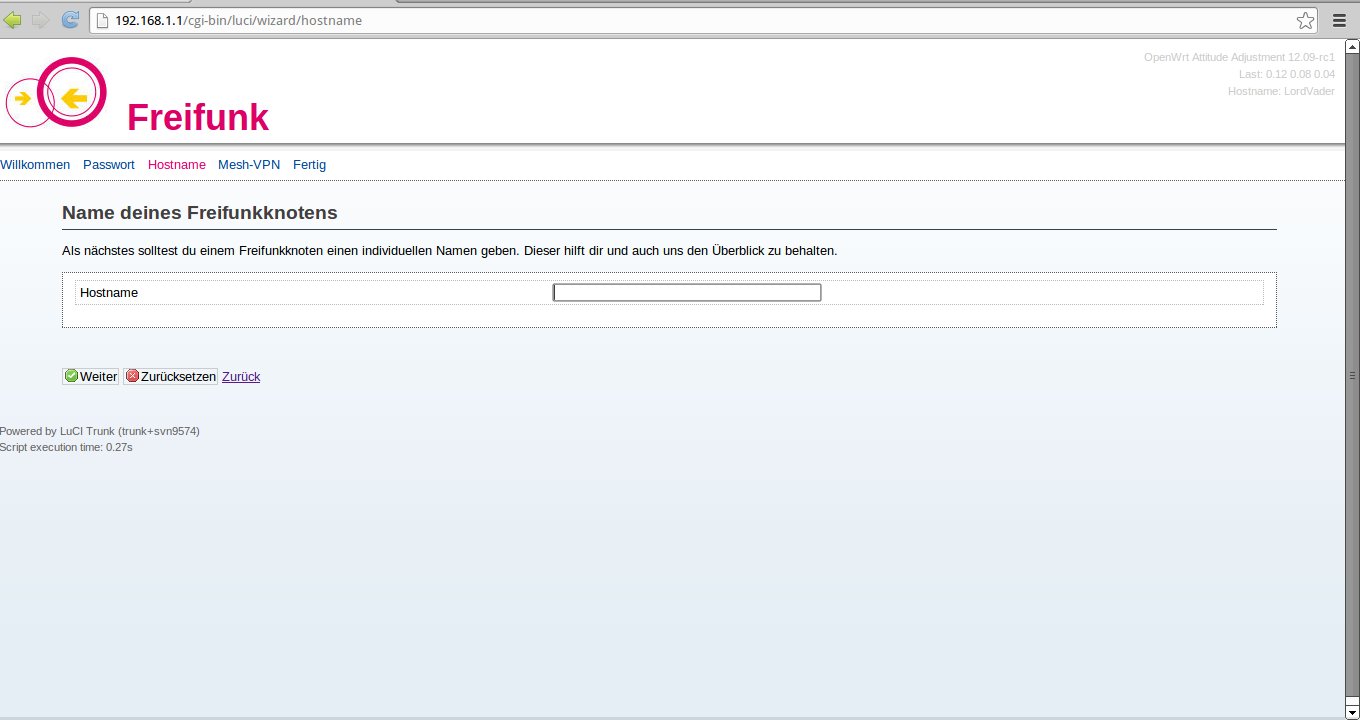 192.168.1.1/cgi-bin/luci/wizard/hostname
OpenWrt Attitude Adjustment 12.09-rc1
Last: 0.12 0.08 0.04
Hostname: LordVader
Freifunk
Willkommen Passwort Hostname Mesh-VPN Fertig
Name deines Freifunkknotens
Als nächstes solltest du einem Freifunkknoten einen individuellen Namen geben. Dieser hilft dir und auch uns den Überblick zu behalten.
Hostname
Weiter Zurücksetzen Zurück
Powered by LuCI Trunk (trunk+svn9574)
Script execution time: 0.27s